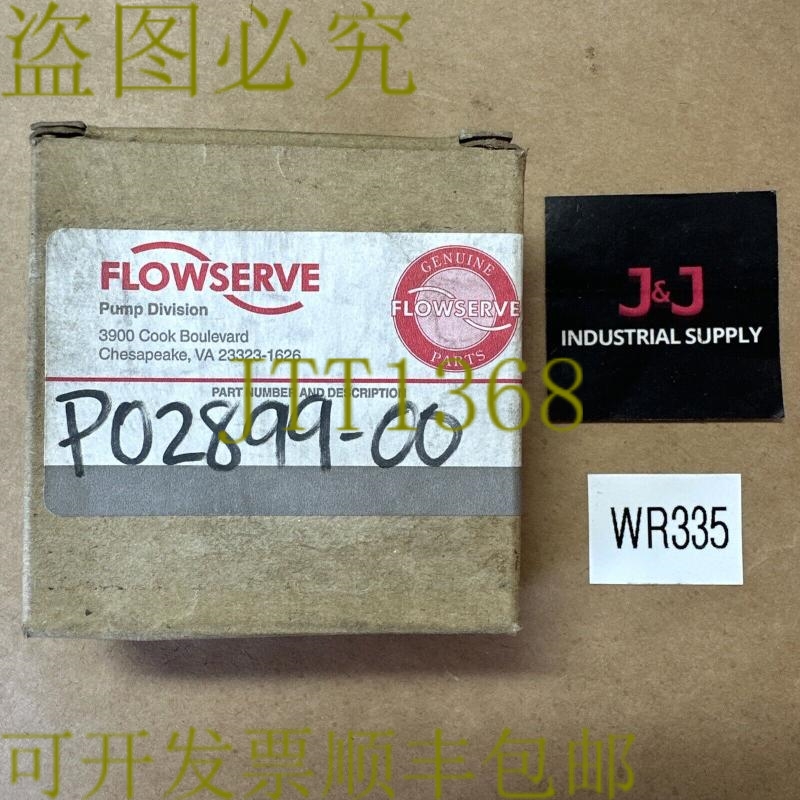 盗图必究
FLOWSERVE
Pump Division
3900 Cook Boulevard
Chesapeake, VA 23323-1626
GENUINE
FLOWSERVE
PARTS
J&J
INDUSTRIAL SUPPLY
JTT1368
PART NUMBER AND DESCRIPTION
P02899-00
WR335
可开发票顺丰包邮